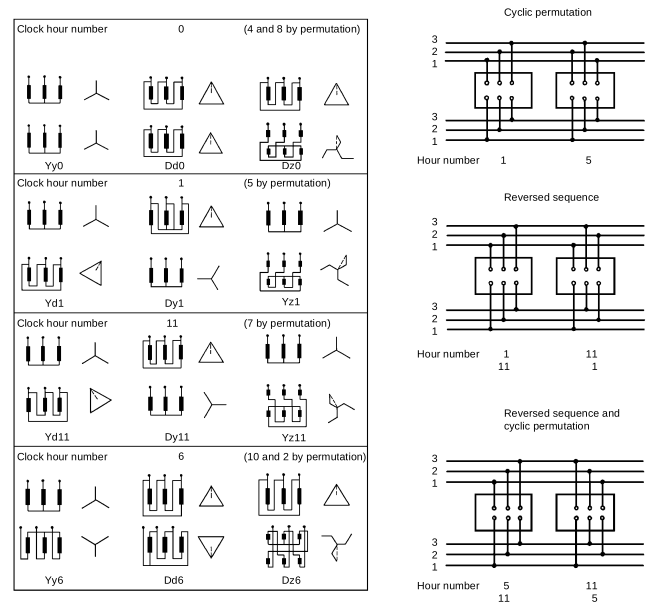 Clock hour number 0 (4 and 8 by permutation)
Yy0 Dd0 Dz0
Clock hour number 1 (5 by permutation)
Yd1 Dy1 Yz1
Clock hour number 11 (7 by permutation)
Yd11 Dy11 Yz11
Clock hour number 6 (10 and 2 by permutation)
Yy6 Dd6 Dz6
Cyclic permutation
3
2
1
3
2
1
Hour number 1 5
Reversed sequence
3
2
1
3
2
1
Hour number 1 11
11 1
Reversed sequence and
cyclic permutation
3
2
1
3
2
1
Hour number 5 11
11 5